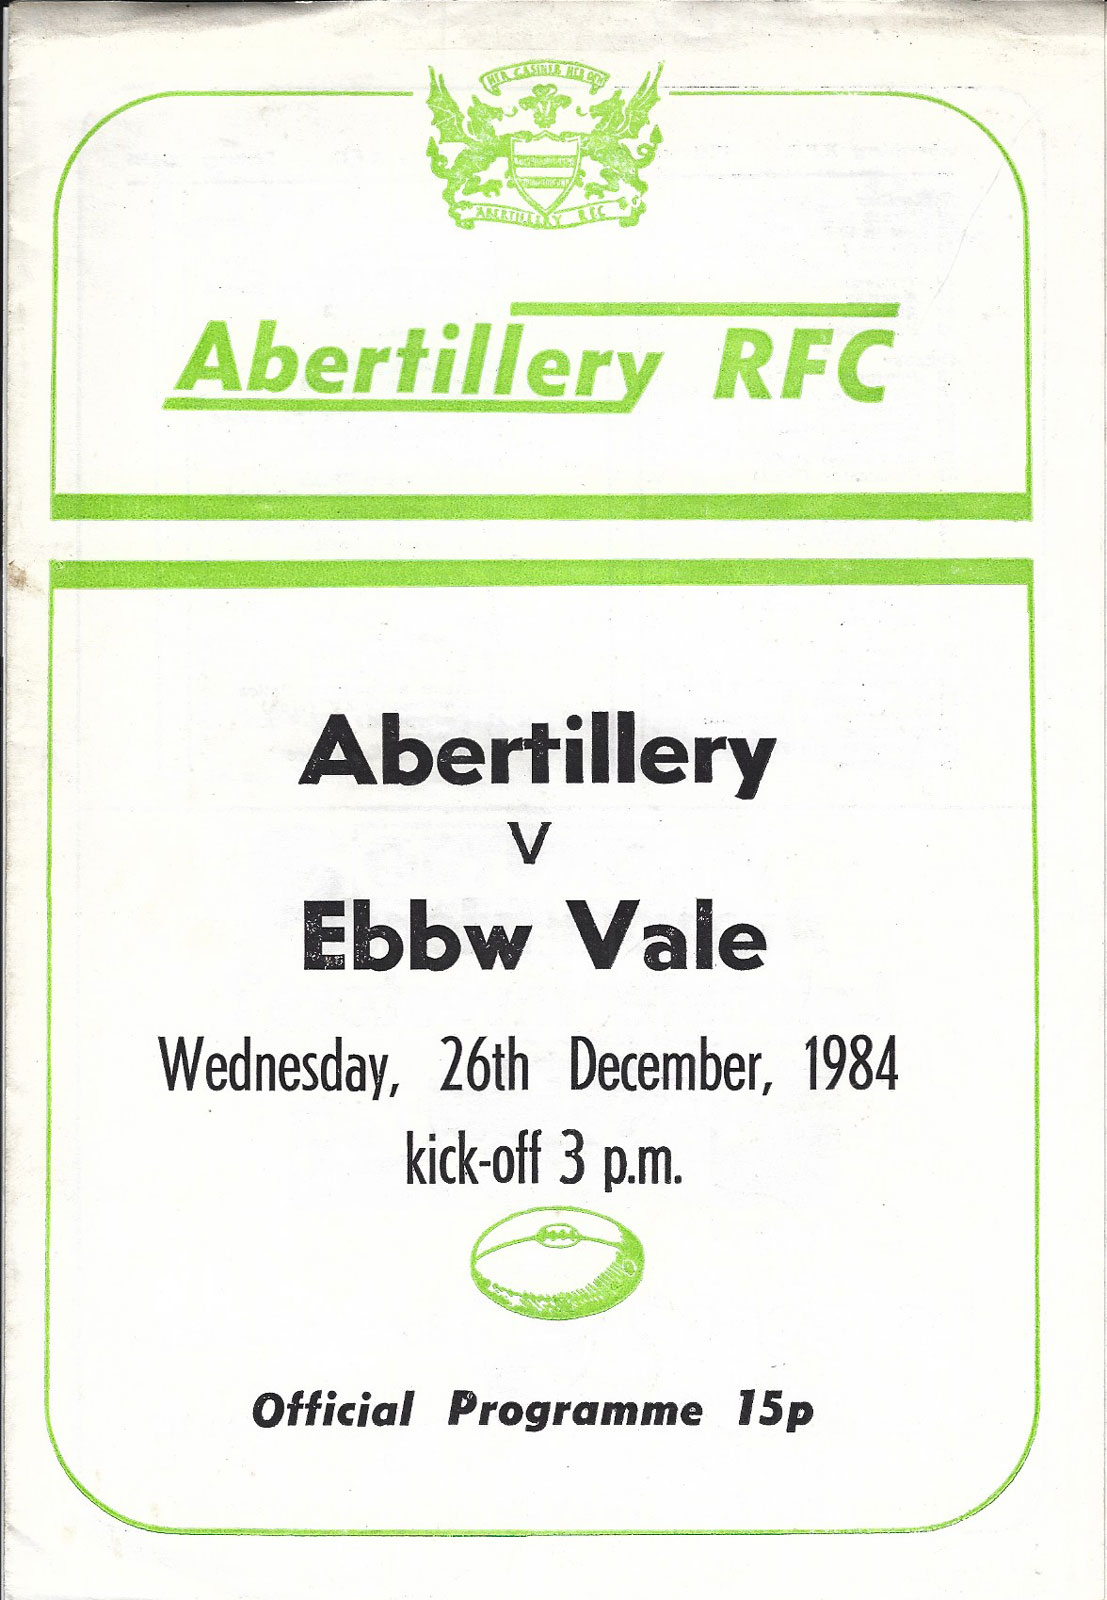 ABERTILLERY RFC
Abertillery RFC
Abertillery
v
Ebbw Vale
Wednesday, 26th December, 1984
kick-off 3 p.m.
Official Programme 15p